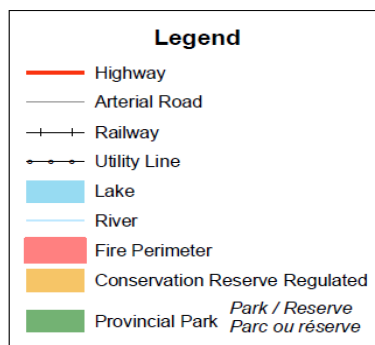 Legend
Highway
Arterial Road
Railway
Utility Line
Lake
River
Fire Perimeter
Conservation Reserve Regulated
Provincial Park
Park / Reserve
Parc ou réserve